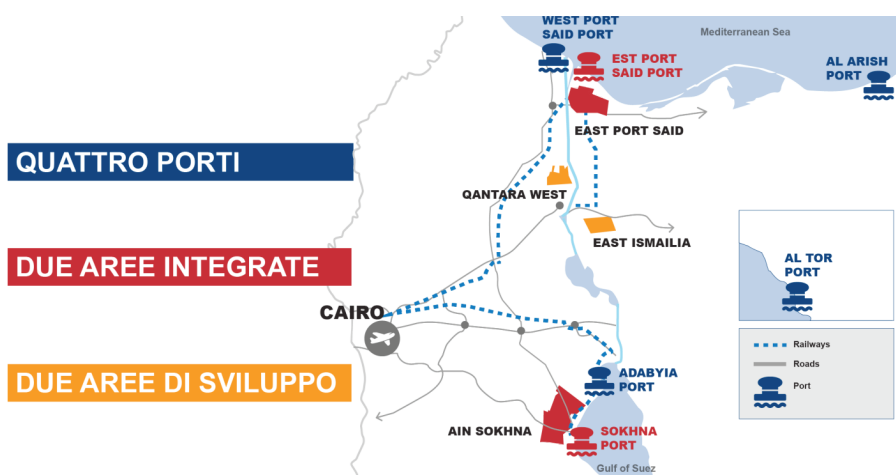 WEST PORT
SAID PORT
Mediterranean Sea
EST PORT
SAID PORT
AL ARISH
PORT
EAST PORT SAID
QUATTRO PORTI
QANTARA WEST
EAST ISMAILIA
DUE AREE INTEGRATE
AL TOR
PORT
CAIRO
Railways
Roads
Port
DUE AREE DI SVILUPPO
ADABYIA
PORT
AIN SOKHNA
SOKHNA
PORT
Gulf of Suez